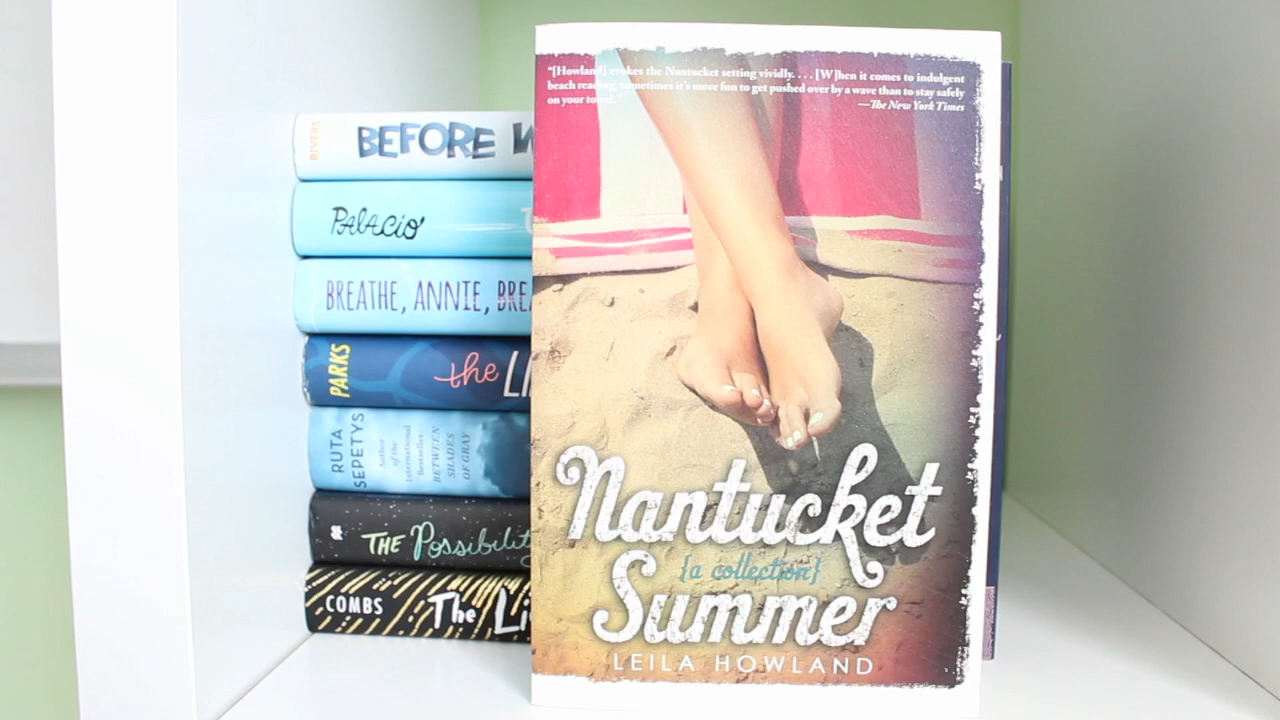 RIVERS
BEFORE W
Palacio
BREATHE, ANNIE, BREA
PARKS
the LI
RUTA
SEPETYS
Author
of the
International
Bestseller
BETWEEN
SHADES
OF GRAY
THE Possibilit
COMBS
The Li
“[Howland] evokes the Nantucket setting vividly. . . . [W]hen it comes to indulgent
beach reading, sometimes it’s more fun to get pushed over by a wave than to stay safely
on your towel.”
—The New York Times
Nantucket
{a collection}
Summer
LEILA HOWLAND